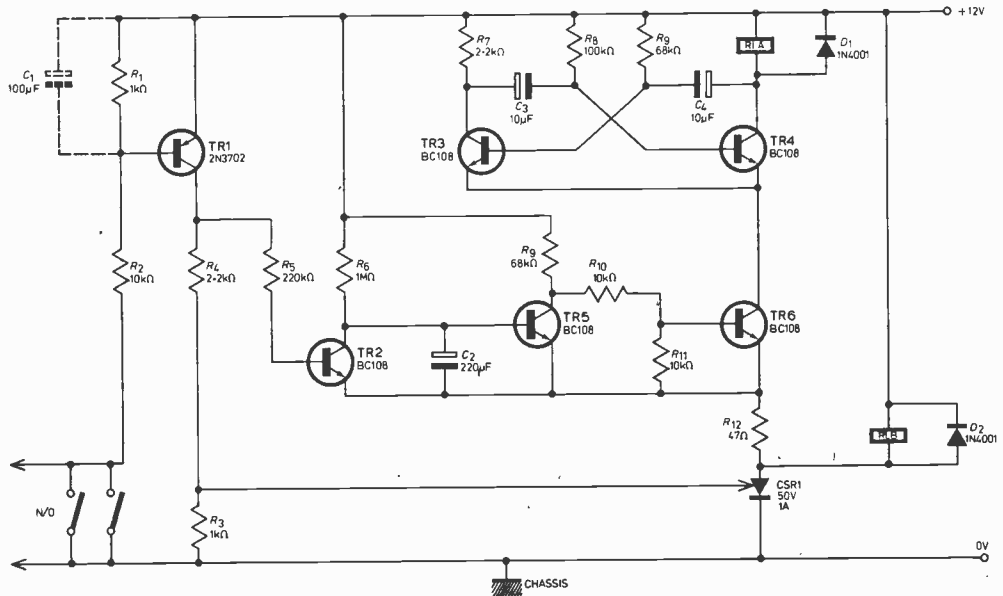 +12V
C1
100µF
R1
1kΩ
TR1
2N3702
R2
10kΩ
R4
2·2kΩ
R5
220kΩ
R6
1MΩ
R7
2·2kΩ
R8
100kΩ
R9
68kΩ
RLA
D1
1N4001
C3
10µF
C4
10µF
TR3
BC108
TR4
BC108
R9
68kΩ
R10
10kΩ
TR5
BC108
TR6
BC108
TR2
BC108
C2
220µF
R11
10kΩ
R12
47Ω
RLB
D2
1N4001
N/O
R3
1kΩ
CSR1
50V
1A
0V
CHASSIS